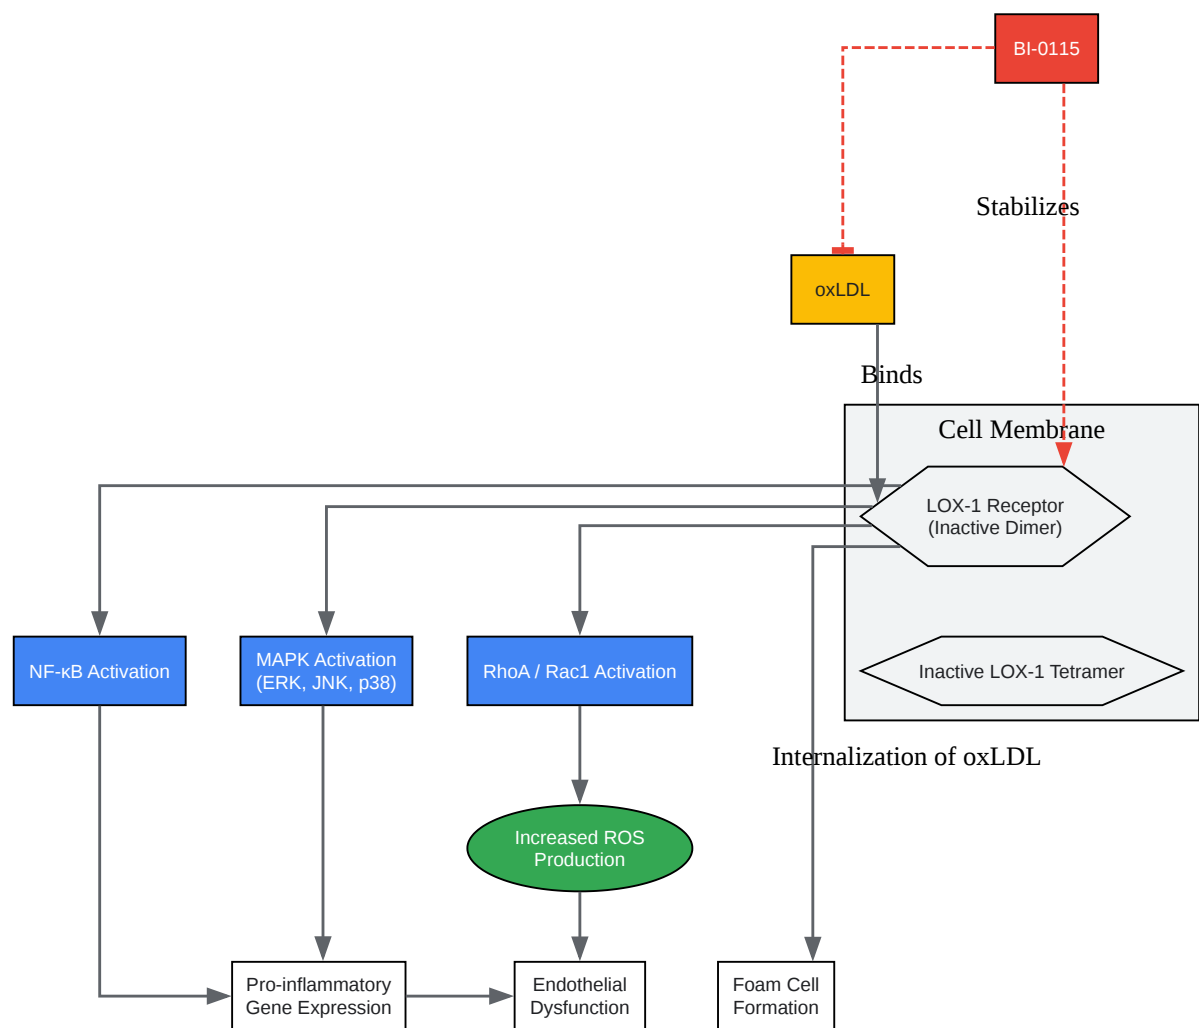 BI-0115
Stabilizes
oxLDL
Binds
Cell Membrane
LOX-1 Receptor
(Inactive Dimer)
NF-κB Activation
MAPK Activation
(ERK, JNK, p38)
RhoA / Rac1 Activation
Inactive LOX-1 Tetramer
Internalization of oxLDL
Increased ROS
Production
Pro-inflammatory
Gene Expression
Endothelial
Dysfunction
Foam Cell
Formation